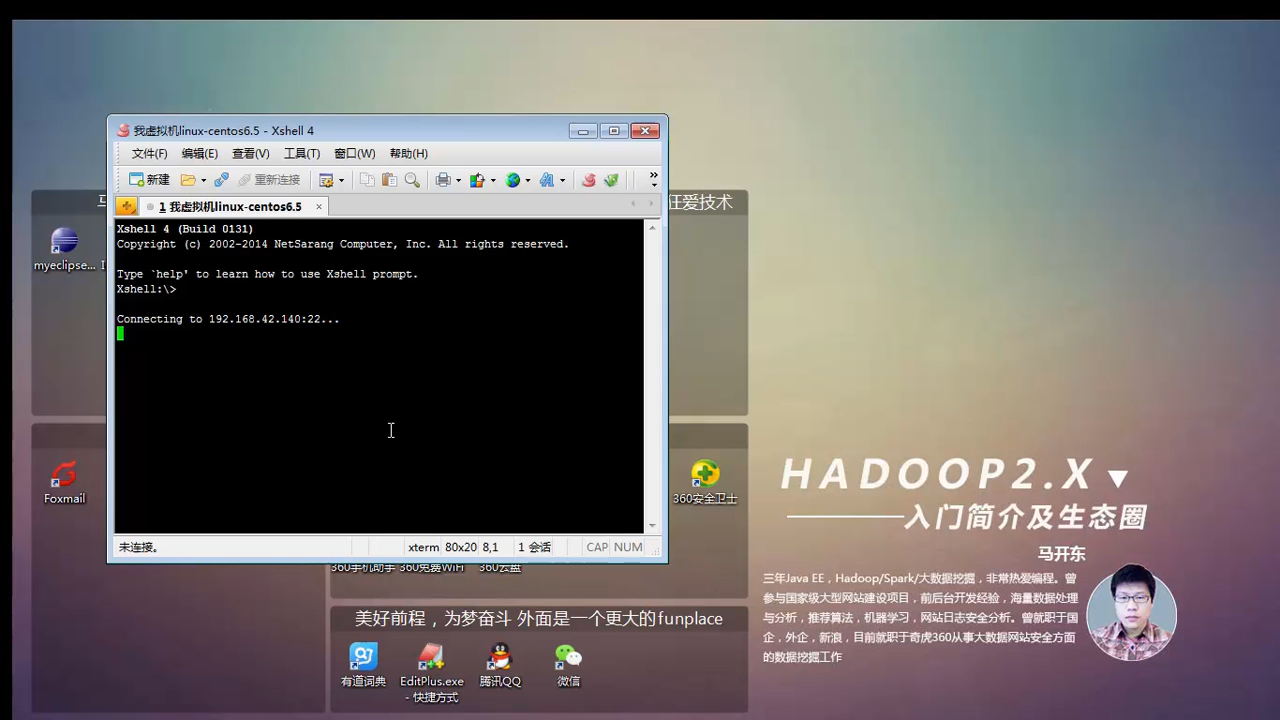 我虚拟机linux-centos6.5 - Xshell 4
文件(F) 编辑(E) 查看(V) 工具(T) 窗口(W) 帮助(H)
新建 重新连接
1 我虚拟机linux-centos6.5
狂爱技术
Xshell 4 (Build 0131)
Copyright (c) 2002-2014 NetSarang Computer, Inc. All rights reserved.
Type `help' to learn how to use Xshell prompt.
Xshell:\>
Connecting to 192.168.42.140:22...
未连接。 xterm 80x20 8,1 1 会话 CAP NUM
myeclipse...
Foxmail
360安全卫士
360手机助手 360免费WiFi 360云盘
美好前程，为梦奋斗 外面是一个更大的funplace
有道词典
EditPlus.exe
- 快捷方式
腾讯QQ
微信
HADOOP2.X
入门简介及生态圈
马开东
三年Java EE，Hadoop/Spark/大数据挖掘，非常热爱编程。曾
参与国家级大型网站建设项目，前后台开发经验，海量数据处理
与分析，推荐算法，机器学习，网站日志安全分析。曾就职于国
企，外企，新浪，目前就职于奇虎360从事大数据网站安全方面
的数据挖掘工作